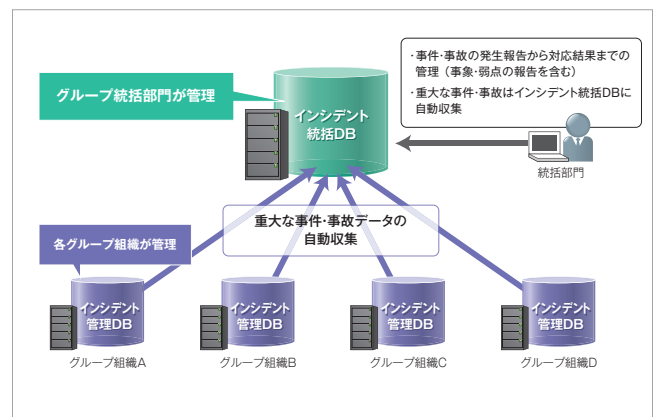 ・事件・事故の発生報告から対応結果までの
管理（事象・弱点の報告を含む）
・重大な事件・事故はインシデント統括DBに
自動収集
グループ統括部門が管理
インシデント
統括DB
統括部門
重大な事件・事故データの
自動収集
各グループ組織が管理
インシデント
管理DB
インシデント
管理DB
インシデント
管理DB
インシデント
管理DB
グループ組織A
グループ組織B
グループ組織C
グループ組織D